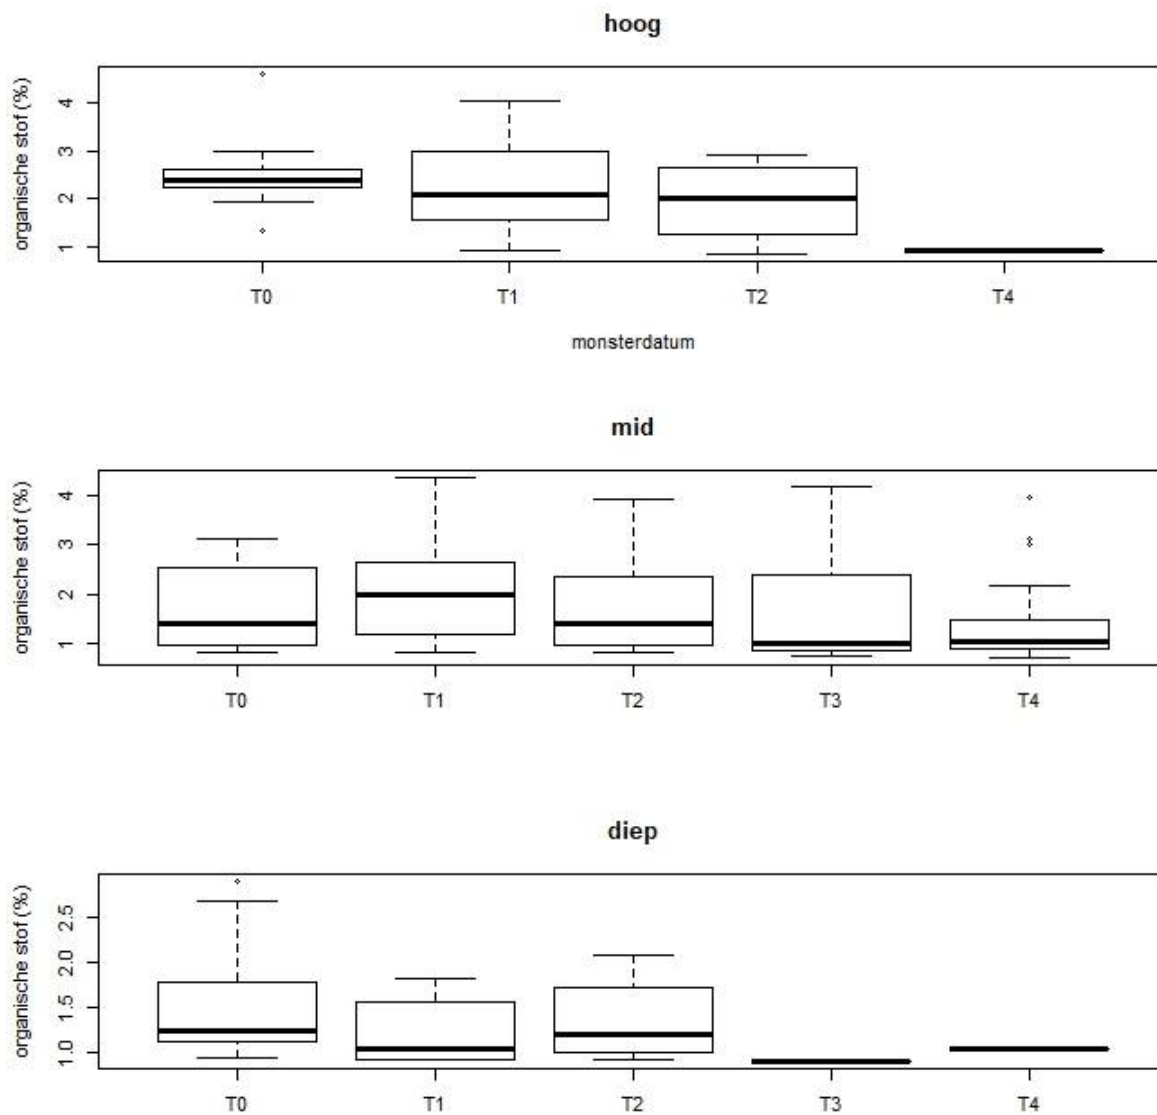 hoog
organische stof (%)
4
3
2
1
T0 T1 T2 T4
monsterdatum
mid
organische stof (%)
4
3
2
1
T0 T1 T2 T3 T4
diep
organische stof (%)
2.5
2.0
1.5
1.0
T0 T1 T2 T3 T4